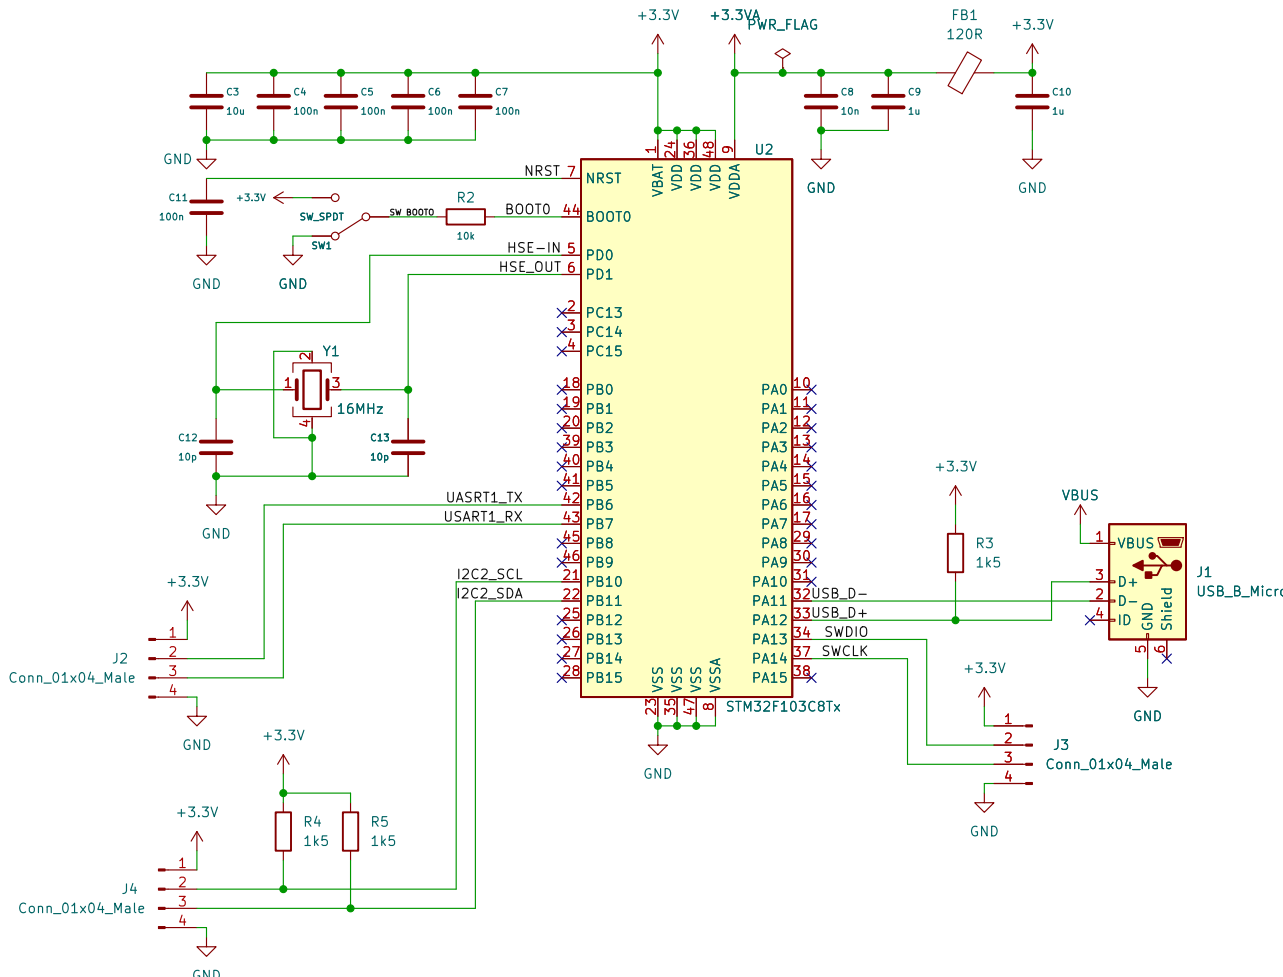 +3.3V
+3.3VA
PWR_FLAG
FB1
120R
+3.3V
C3
10u
C4
100n
C5
100n
C6
100n
C7
100n
C8
10n
C9
1u
C10
1u
GND
GND
GND
1
24
36
48
9
U2
VBAT
VDD
VDD
VDD
VDDA
NRST
7
NRST
C11
100n
+3.3V
SW_SPDT
SW1
SW_BOOT0
R2
10k
BOOT0
44
BOOT0
GND
GND
HSE-IN
5
PD0
HSE_OUT
6
PD1
2
PC13
3
PC14
4
PC15
Y1
2
1
3
4
16MHz
C12
10p
C13
10p
GND
18
PB0
19
PB1
20
PB2
39
PB3
40
PB4
41
PB5
UASRT1_TX
42
PB6
USART1_RX
43
PB7
45
PB8
46
PB9
I2C2_SCL
21
PB10
I2C2_SDA
22
PB11
25
PB12
26
PB13
27
PB14
28
PB15
PA0
10
PA1
11
PA2
12
PA3
13
PA4
14
PA5
15
PA6
16
PA7
17
PA8
29
PA9
30
PA10
31
PA11
32
USB_D-
PA12
33
USB_D+
PA13
34
SWDIO
PA14
37
SWCLK
PA15
38
VSS
VSS
VSS
VSSA
23
35
47
8
STM32F103C8Tx
GND
+3.3V
R3
1k5
VBUS
1
VBUS
3
D+
2
D-
4
ID
GND
Shield
5
6
J1
USB_B_Micro
GND
+3.3V
1
2
3
4
J3
Conn_01x04_Male
GND
+3.3V
1
2
3
4
J2
Conn_01x04_Male
GND
+3.3V
R4
1k5
R5
1k5
+3.3V
1
2
3
4
J4
Conn_01x04_Male
GND